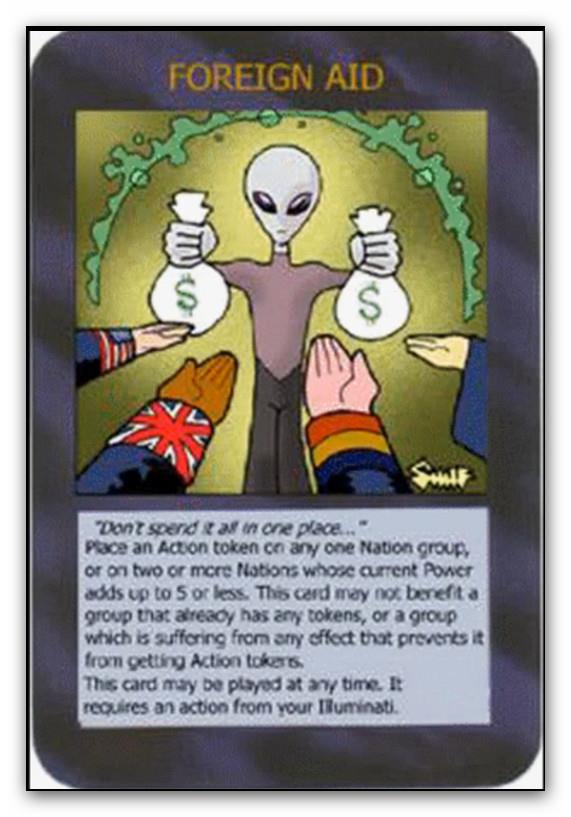 FOREIGN AID
$ $
"Don't spend it all in one place..."
Place an Action token on any one Nation group,
or on two or more Nations whose current Power
adds up to 5 or less. This card may not benefit a
group that already has any tokens, or a group
which is suffering from any effect that prevents it
from getting Action tokens.
This card may be played at any time. It
requires an action from your Illuminati.